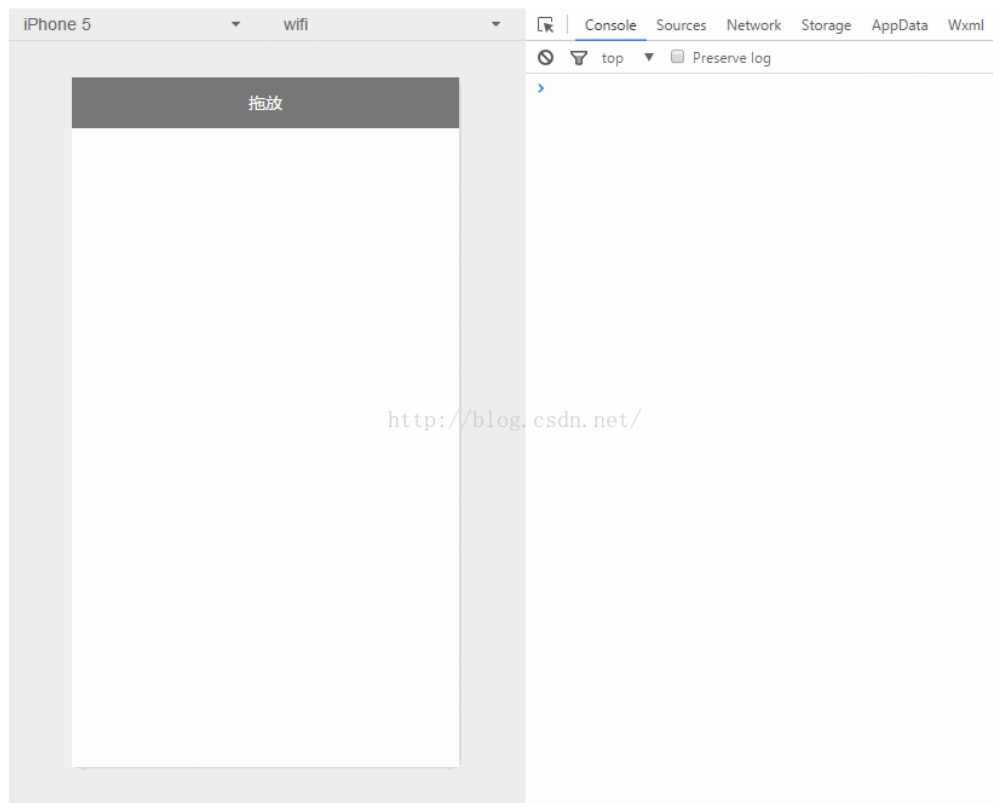 iPhone 5 wifi Console Sources Network Storage AppData Wxml
top Preserve log
拖放
http://blog.csdn.net/